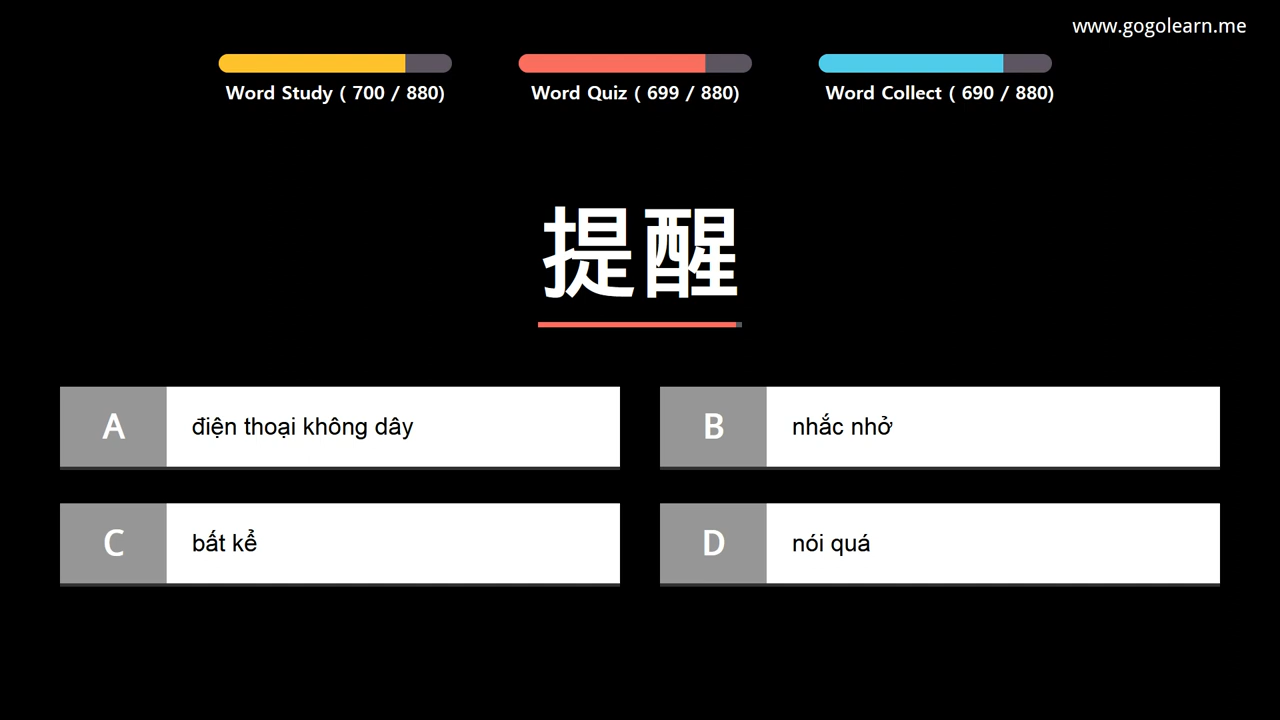 www.gogolearn.me
Word Study ( 700 / 880)
Word Quiz ( 699 / 880)
Word Collect ( 690 / 880)
提醒
A điện thoại không dây
B nhắc nhở
C bất kể
D nói quá